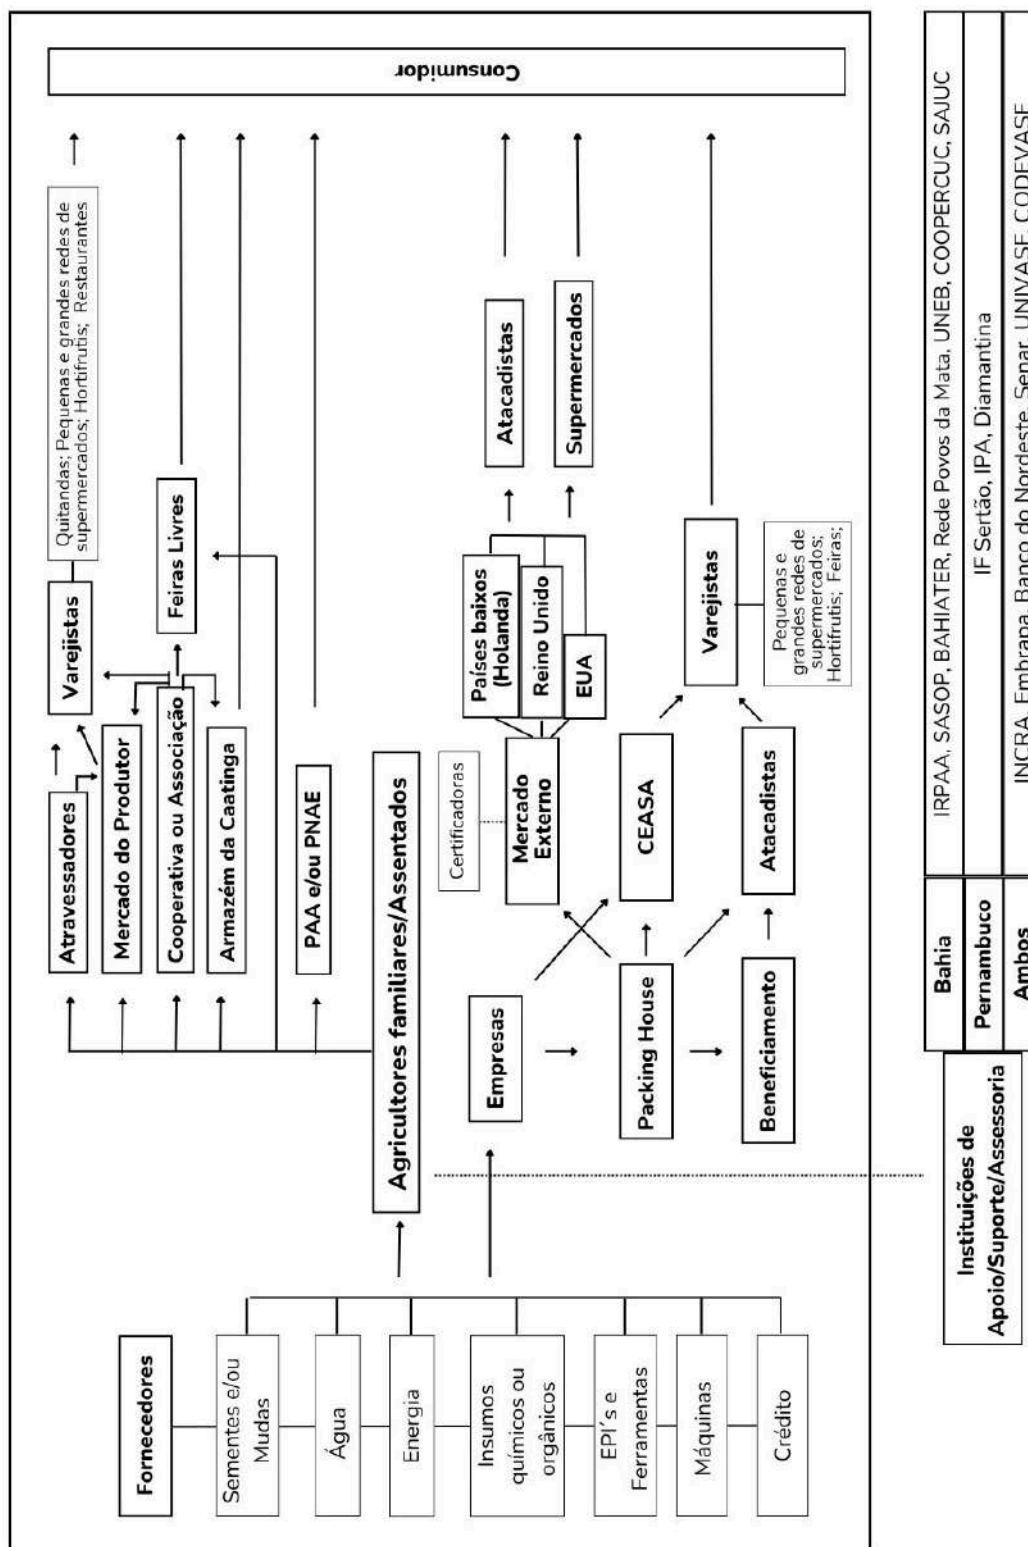 Fornecedores
Sementes e/ou
Mudas
Água
Energia
Insumos
químicos ou
orgânicos
EPI´s e
Ferramentas
Máquinas
Crédito
Agricultores familiares/Assentados
Empresas
Packing House
Beneficiamento
Atravessadores
Mercado do Produtor
Cooperativa ou Associação
Armazém da Caatinga
PAA e/ou PNAE
Certificadoras
Mercado
Externo
CEASA
Atacadistas
Varejistas
Quitandas; Pequenas e grandes redes de
supermercados; Hortifrutis; Restaurantes
Feiras Livres
Países baixos
(Holanda)
Reino Unido
EUA
Varejistas
Pequenas e
grandes redes de
supermercados;
Hortifrutis; Feiras;
Atacadistas
Supermercados
Consumidor
Instituições de
Apoio/Suporte/Assessoria
Bahia
IRPAA, SASOP, BAHIATER, Rede Povos da Mata, UNEB, COOPERCUC, SAJUC
Pernambuco
IF Sertão, IPA, Diamantina
Ambos
INCRA, Embrapa, Banco do Nordeste, Senar, UNIVASF, CODEVASF